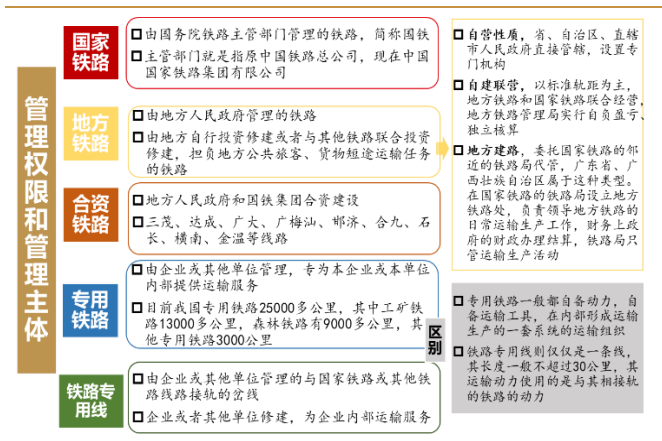 管理权限和管理主体
国家
铁路
由国务院铁路主管部门管理的铁路，简称国铁
主管部门就是指原中国铁路总公司，现在中国
国家铁路集团有限公司
地方
铁路
由地方人民政府管理的铁路
由地方自行投资修建或者与其他铁路联合投资
修建，担负地方公共旅客、货物短途运输任务
的铁路
合资
铁路
地方人民政府和国铁集团合资建设
三茂、达成、广大、广梅汕、邯济、合九、石
长、横南、金温等线路
专用
铁路
由企业或其他单位管理，专为本企业或本单位
内部提供运输服务
目前我国专用铁路25000多公里，其中工矿铁
路13000多公里，森林铁路有9000多公里，其
他专用铁路3000公里
铁路专
用线
由企业或其他单位管理的与国家铁路或其他铁
路线路接轨的岔线
企业或者其他单位修建，为企业内部运输服务
区别
自营性质，省、自治区、直辖
市人民政府直接管辖，设置专
门机构
自建联营，以标准轨距为主，
地方铁路和国家铁路联合经营，
地方铁路管理局实行自负盈亏、
独立核算
地方建路，委托国家铁路的邻
近的铁路局代管，广东省、广
西壮族自治区属于这种类型。
在国家铁路的铁路局设立地方
铁路处，负责领导地方铁路的
日常运输生产工作，财务上政
府的财政办理结算，铁路局只
管运输生产活动
专用铁路一般都自备动力，自
备运输工具，在内部形成运输
生产的一套系统的运输组织
铁路专用线则仅仅是一条线，
其长度一般不超过30公里，其
运输动力使用的是与其相接轨
的铁路的动力